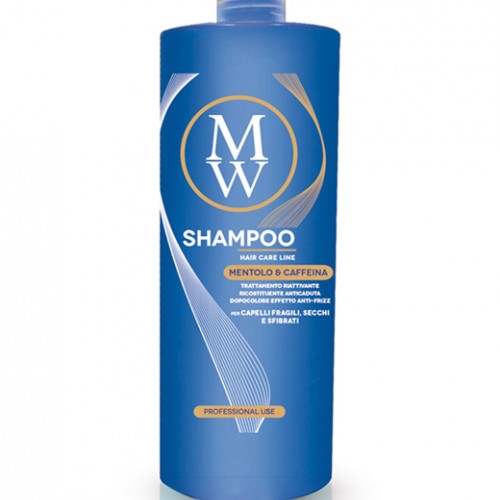 M
W
SHAMPOO
HAIR CARE LINE
MENTOLO & CAFFEINA
TRATTAMENTO RIATTIVANTE
RICOSTITUENTE ANTICADUTA
DOPOCOLORE EFFETTO ANTI-FRIZZ
PER CAPELLI FRAGILI, SECCHI
E SFIBRATI
PROFESSIONAL USE